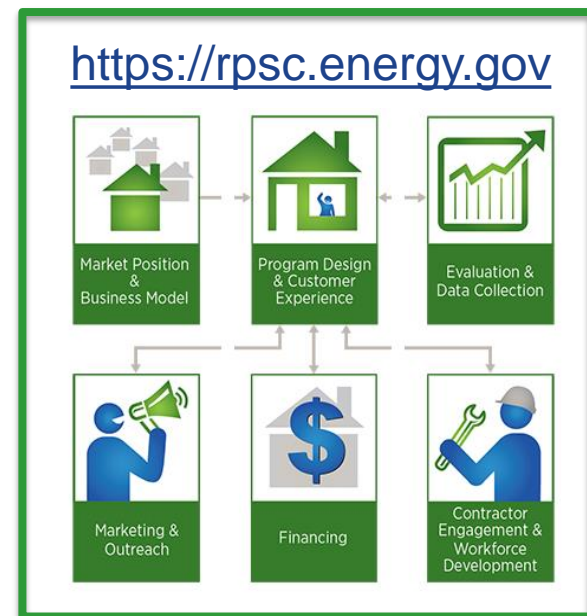 https://rpsc.energy.gov
Market Position
&
Business Model
Program Design
& Customer
Experience
Evaluation &
Data Collection
Marketing &
Outreach
$
Financing
Contractor
Engagement &
Workforce
Development